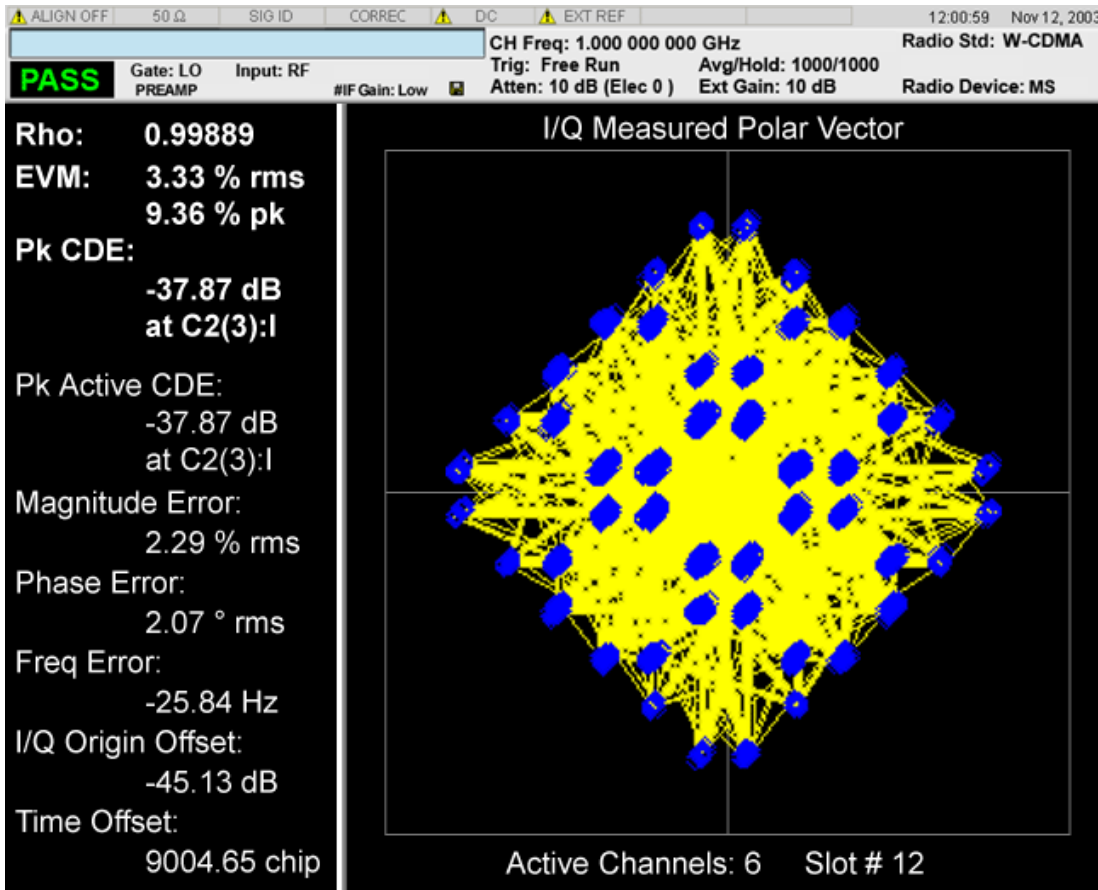 ALIGN OFF 50 Ω SIG ID CORREC DC EXT REF 12:00:59 Nov 12, 2003
CH Freq: 1.000 000 000 GHz Radio Std: W-CDMA
PASS Gate: LO Input: RF Trig: Free Run Avg/Hold: 1000/1000
PREAMP #IF Gain: Low Atten: 10 dB (Elec 0 ) Ext Gain: 10 dB Radio Device: MS
Rho: 0.99889
EVM: 3.33 % rms
9.36 % pk
Pk CDE:
-37.87 dB
at C2(3):I
Pk Active CDE:
-37.87 dB
at C2(3):I
Magnitude Error:
2.29 % rms
Phase Error:
2.07 ° rms
Freq Error:
-25.84 Hz
I/Q Origin Offset:
-45.13 dB
Time Offset:
9004.65 chip
I/Q Measured Polar Vector
Active Channels: 6 Slot # 12